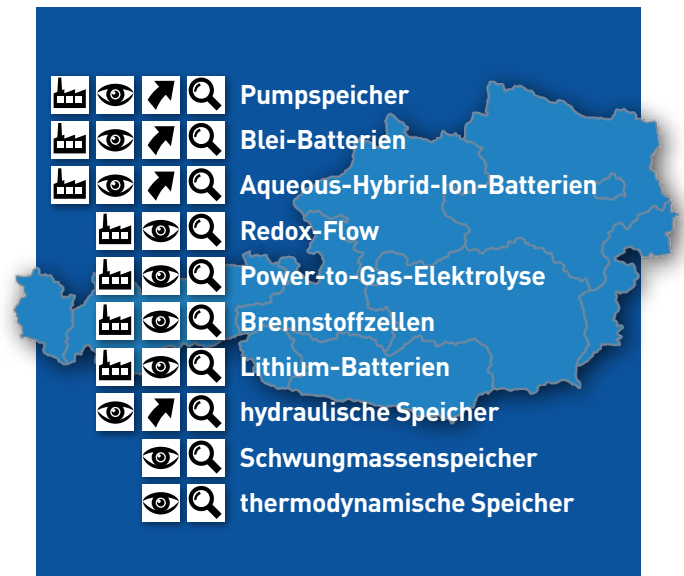 Pumpspeicher
Blei-Batterien
Aqueous-Hybrid-Ion-Batterien
Redox-Flow
Power-to-Gas-Elektrolyse
Brennstoffzellen
Lithium-Batterien
hydraulische Speicher
Schwungmassenspeicher
thermodynamische Speicher